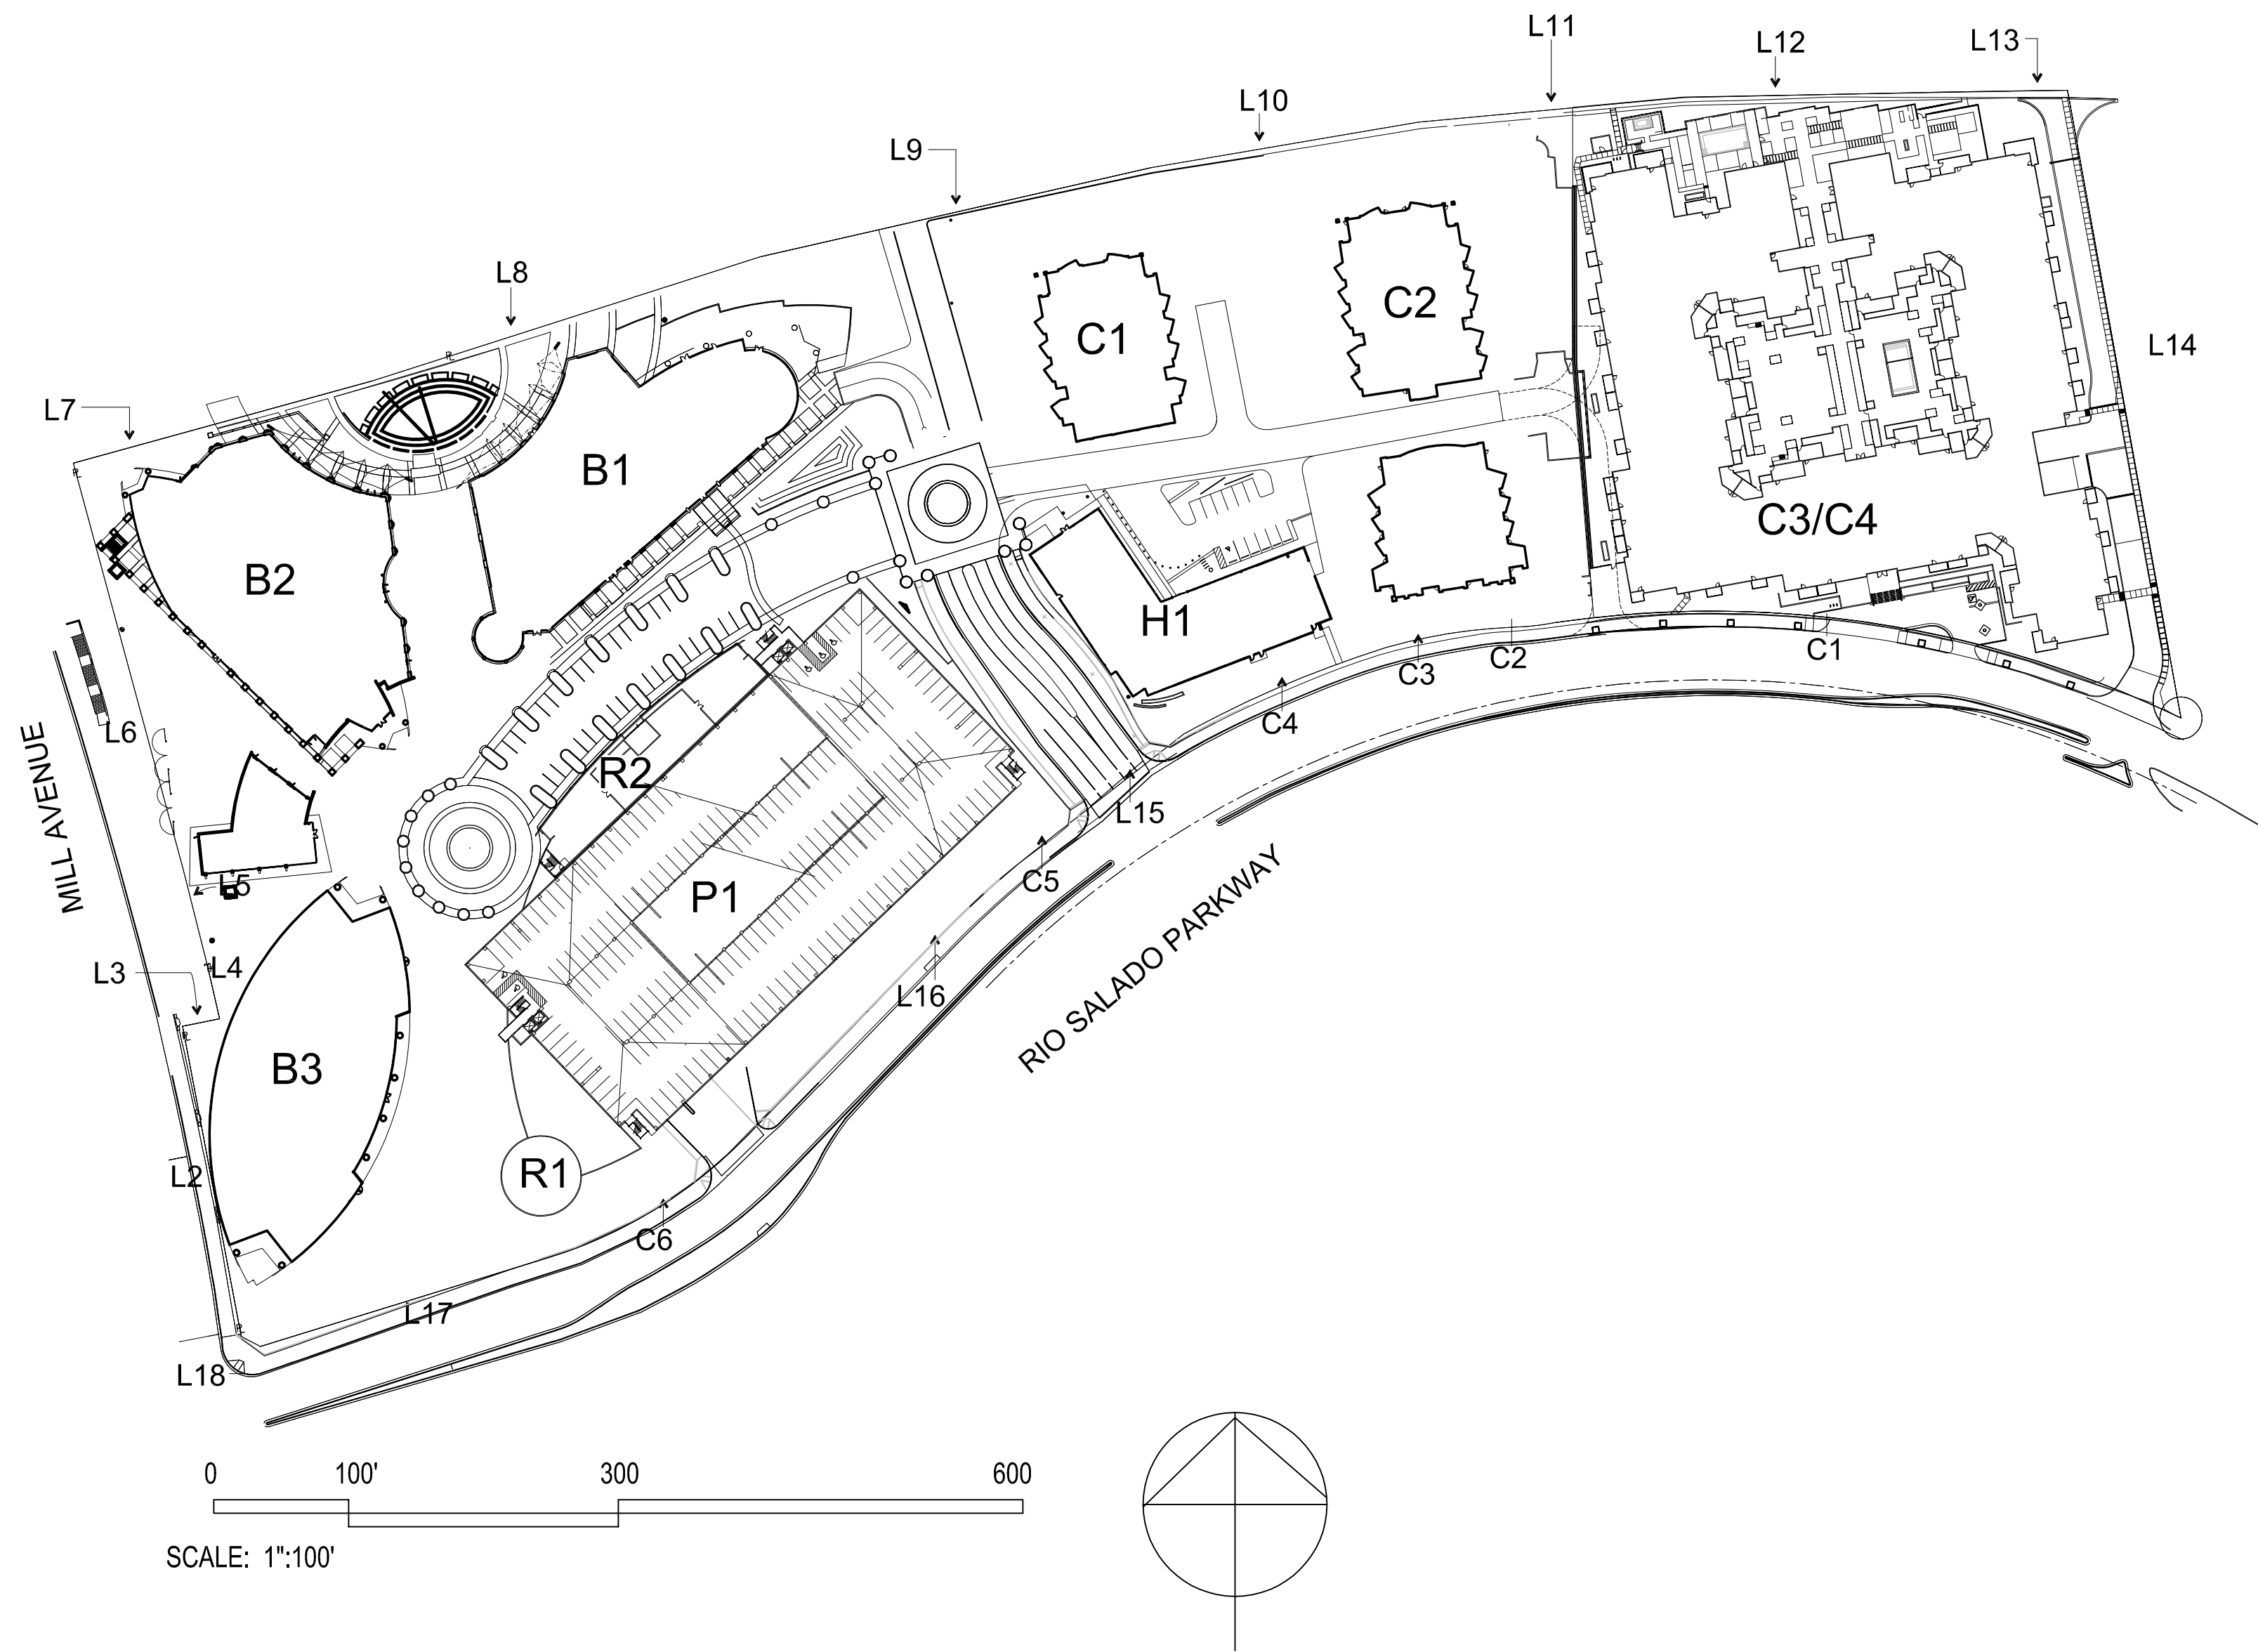 L11
L12
L13
L10
L9
L8
L7
L14
C1
C2
C3/C4
B1
B2
H1
C3
C2
C1
C4
L6
MILL AVENUE
R2
L15
P1
C5
L5
L3
L4
L16
RIO SALADO PARKWAY
B3
R1
L2
C6
L17
L18
0 100' 300 600
SCALE: 1":100'